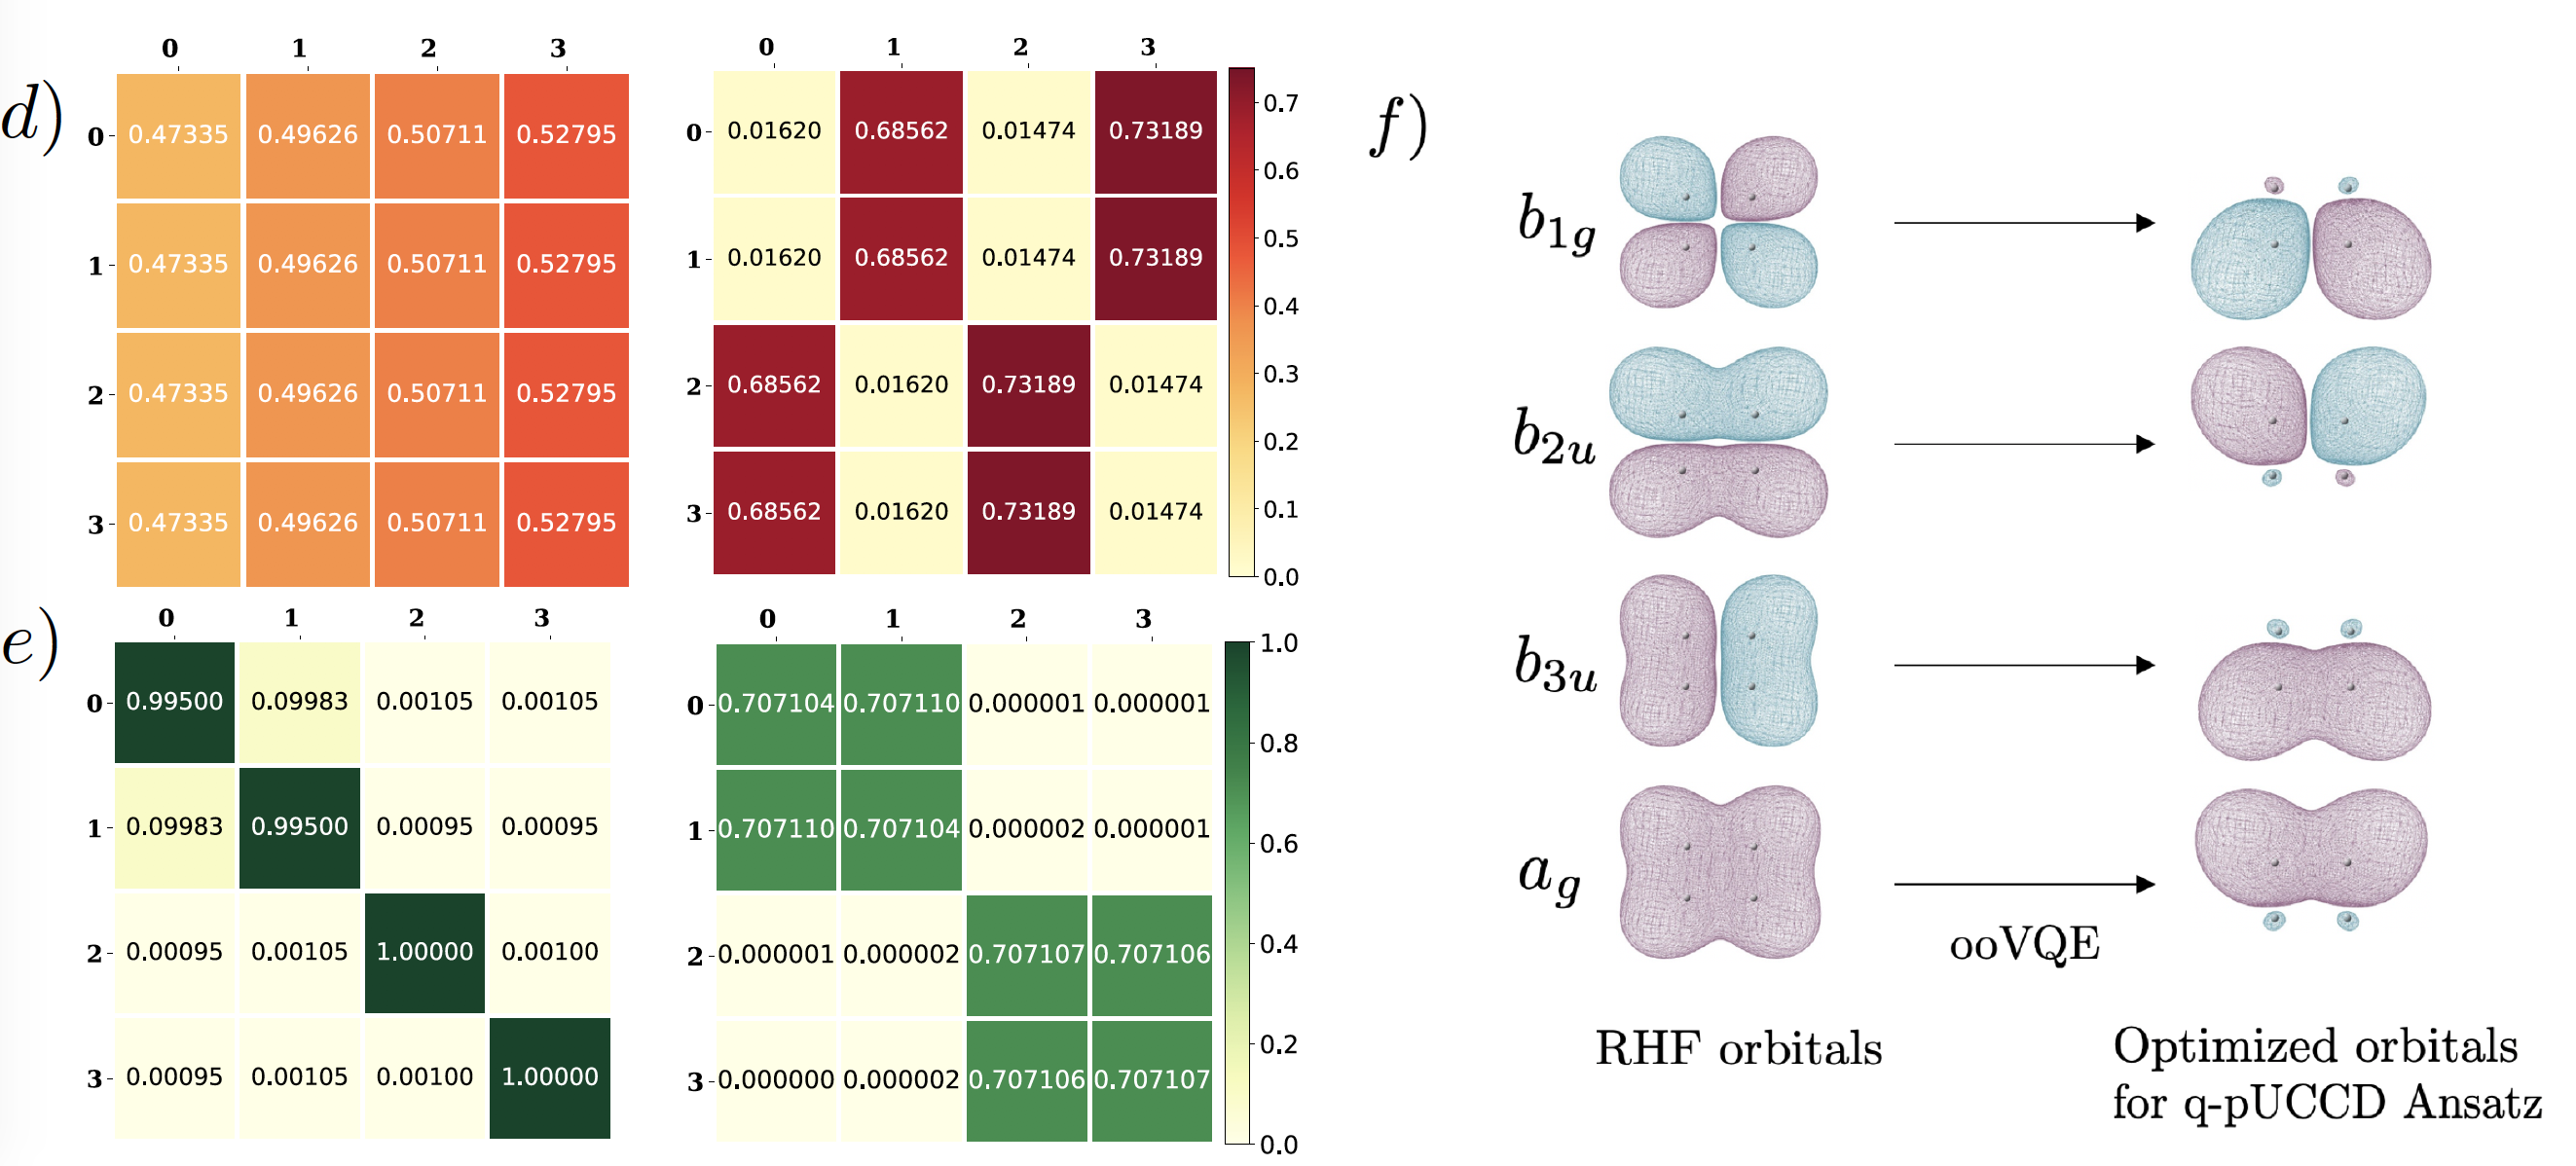 d)
0 1 2 3
0 0.47335 0.49626 0.50711 0.52795
1 0.47335 0.49626 0.50711 0.52795
2 0.47335 0.49626 0.50711 0.52795
3 0.47335 0.49626 0.50711 0.52795
0 1 2 3
0 0.01620 0.68562 0.01474 0.73189
1 0.01620 0.68562 0.01474 0.73189
2 0.68562 0.01620 0.73189 0.01474
3 0.68562 0.01620 0.73189 0.01474
0.7
0.6
0.5
0.4
0.3
0.2
0.1
0.0
e)
0 1 2 3
0 0.99500 0.09983 0.00105 0.00105
1 0.09983 0.99500 0.00095 0.00095
2 0.00095 0.00105 1.00000 0.00100
3 0.00095 0.00105 0.00100 1.00000
0 1 2 3
0 0.707104 0.707110 0.000001 0.000001
1 0.707110 0.707104 0.000002 0.000001
2 0.000001 0.000002 0.707107 0.707106
3 0.000000 0.000002 0.707106 0.707107
1.0
0.8
0.6
0.4
0.2
0.0
f)
b1g
b2u
b3u
ag
ooVQE
RHF orbitals
Optimized orbitals
for q-pUCCD Ansatz